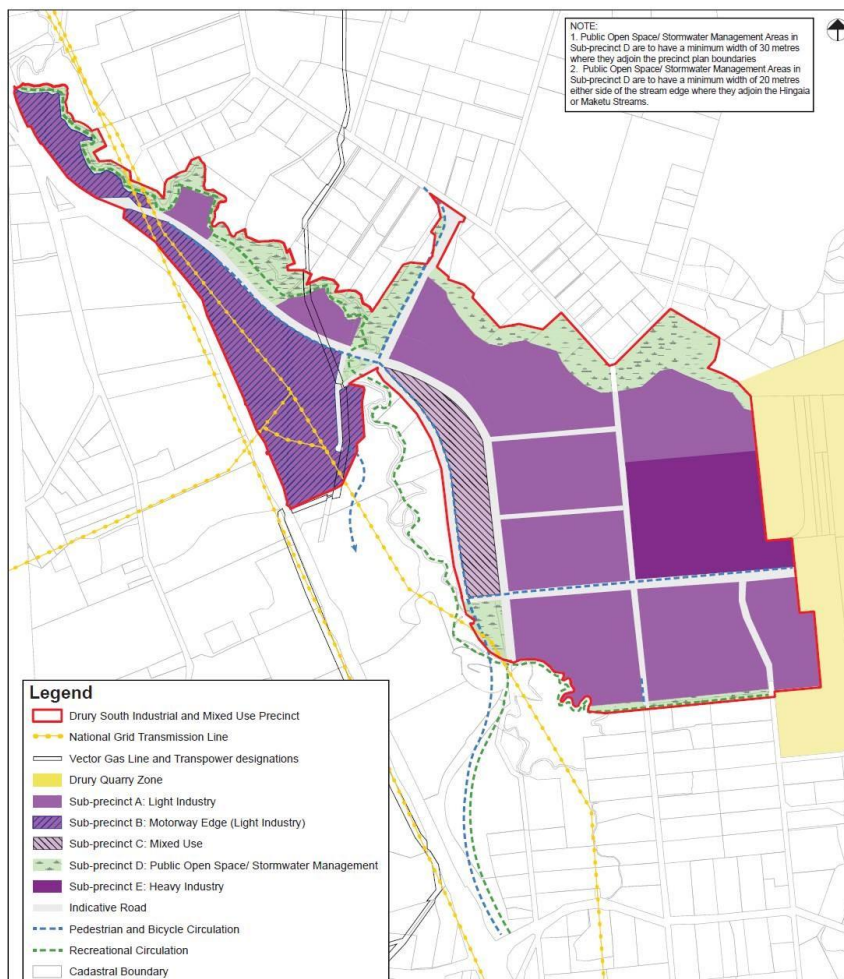 NOTE:
1. Public Open Space/ Stormwater Management Areas in
Sub-precinct D are to have a minimum width of 30 metres
where they adjoin the precinct plan boundaries
2. Public Open Space/ Stormwater Management Areas in
Sub-precinct D are to have a minimum width of 20 metres
either side of the stream edge where they adjoin the Hingaia
or Maketu Streams.
Legend
Drury South Industrial and Mixed Use Precinct
National Grid Transmission Line
Vector Gas Line and Transpower designations
Drury Quarry Zone
Sub-precinct A: Light Industry
Sub-precinct B: Motorway Edge (Light Industry)
Sub-precinct C: Mixed Use
Sub-precinct D: Public Open Space/ Stormwater Management
Sub-precinct E: Heavy Industry
Indicative Road
Pedestrian and Bicycle Circulation
Recreational Circulation
Cadastral Boundary